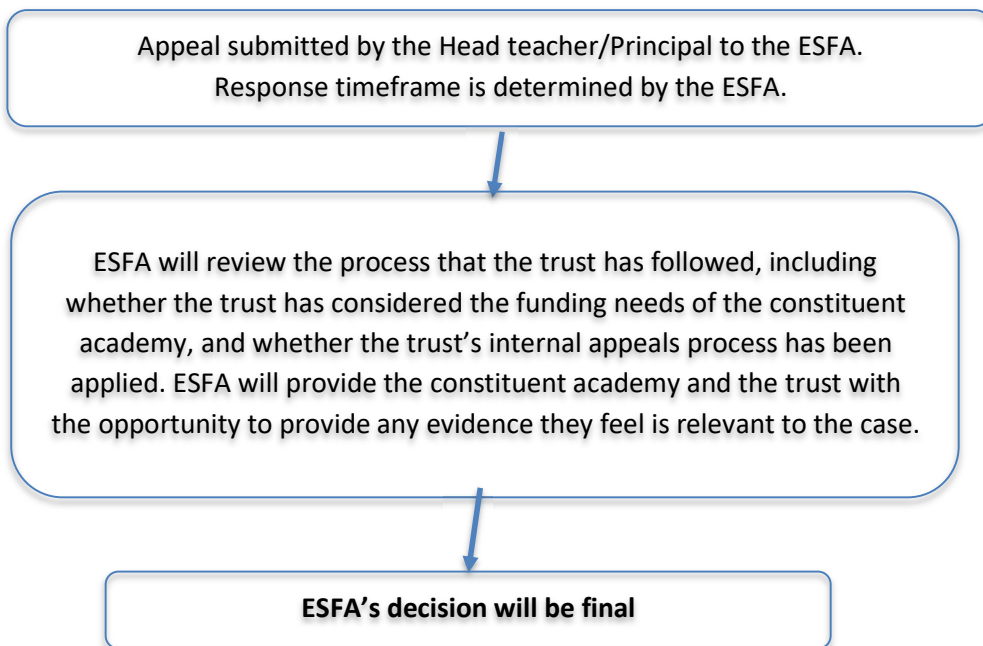 Appeal submitted by the Head teacher/Principal to the ESFA.
Response timeframe is determined by the ESFA.
ESFA will review the process that the trust has followed, including
whether the trust has considered the funding needs of the constituent
academy, and whether the trust’s internal appeals process has been
applied. ESFA will provide the constituent academy and the trust with
the opportunity to provide any evidence they feel is relevant to the case.
ESFA’s decision will be final